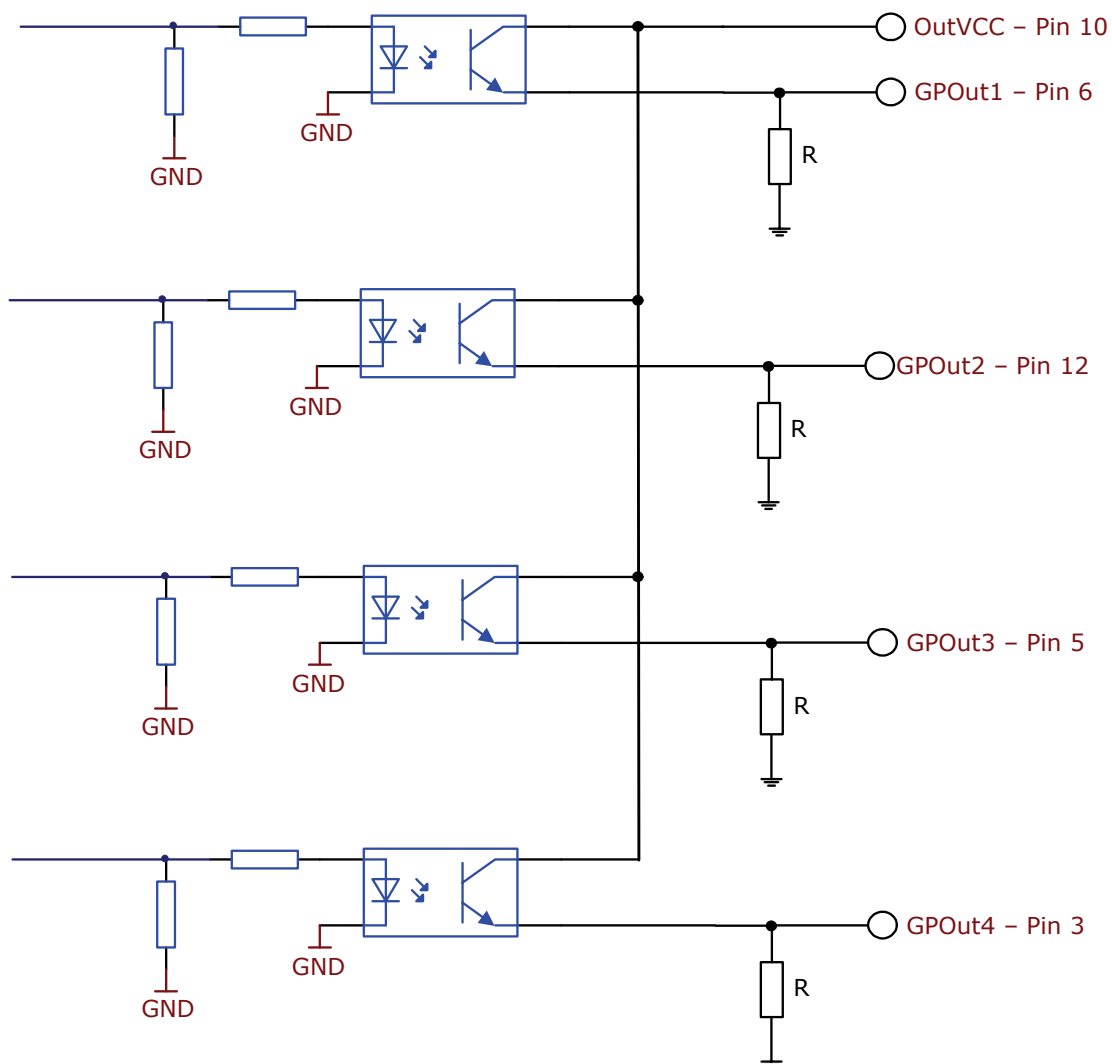 OutVCC – Pin 10
GPOut1 – Pin 6
GND
R
GND
GPOut2 – Pin 12
GND
R
GND
GPOut3 – Pin 5
GND
R
GND
GPOut4 – Pin 3
GND
R
GND